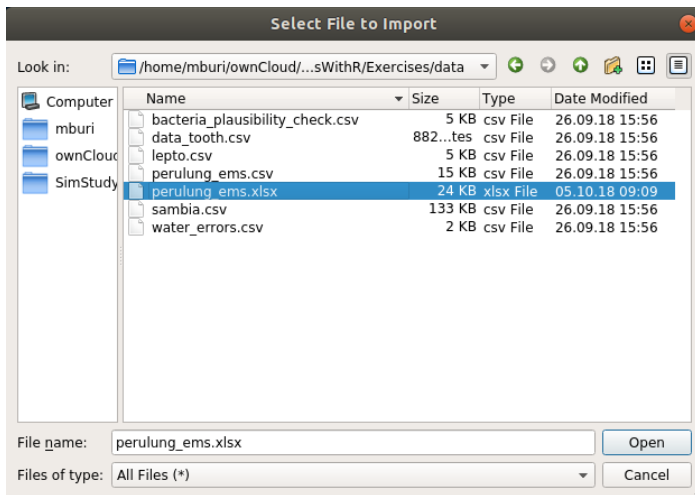 Select File to Import
Look in: /home/mburi/ownCloud/...sWithR/Exercises/data
Computer
mburi
ownClouc
SimStudy
Name Size Type Date Modified
bacteria_plausibility_check.csv 5 KB csv File 26.09.18 15:56
data_tooth.csv 882...tes csv File 26.09.18 15:56
lepto.csv 5 KB csv File 26.09.18 15:56
perulung_ems.csv 15 KB csv File 26.09.18 15:56
perulung_ems.xlsx 24 KB xlsx File 05.10.18 09:09
sambia.csv 133 KB csv File 26.09.18 15:56
water_errors.csv 2 KB csv File 26.09.18 15:56
File name: perulung_ems.xlsx Open
Files of type: All Files (*) Cancel